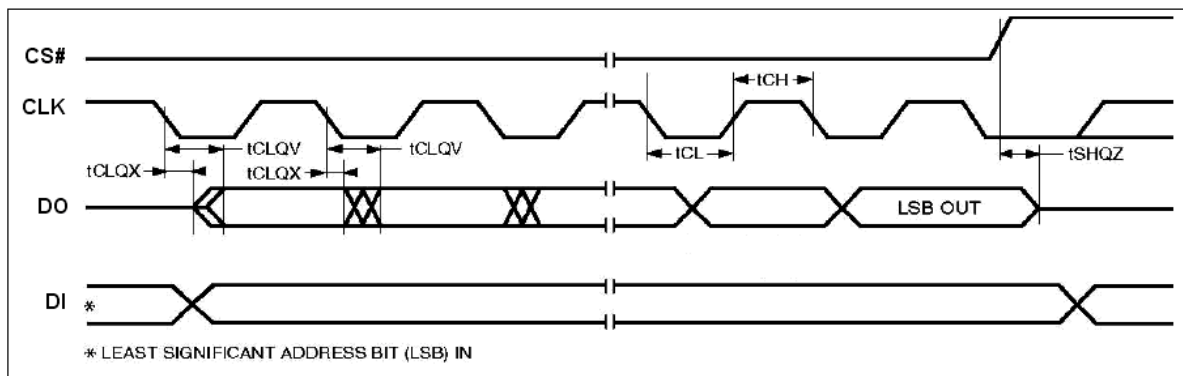 CS#
tCH
CLK
tCLQV
tCLQV
tCL
tSHQZ
tCLQX
tCLQX
DO
LSB OUT
DI
*
* LEAST SIGNIFICANT ADDRESS BIT (LSB) IN